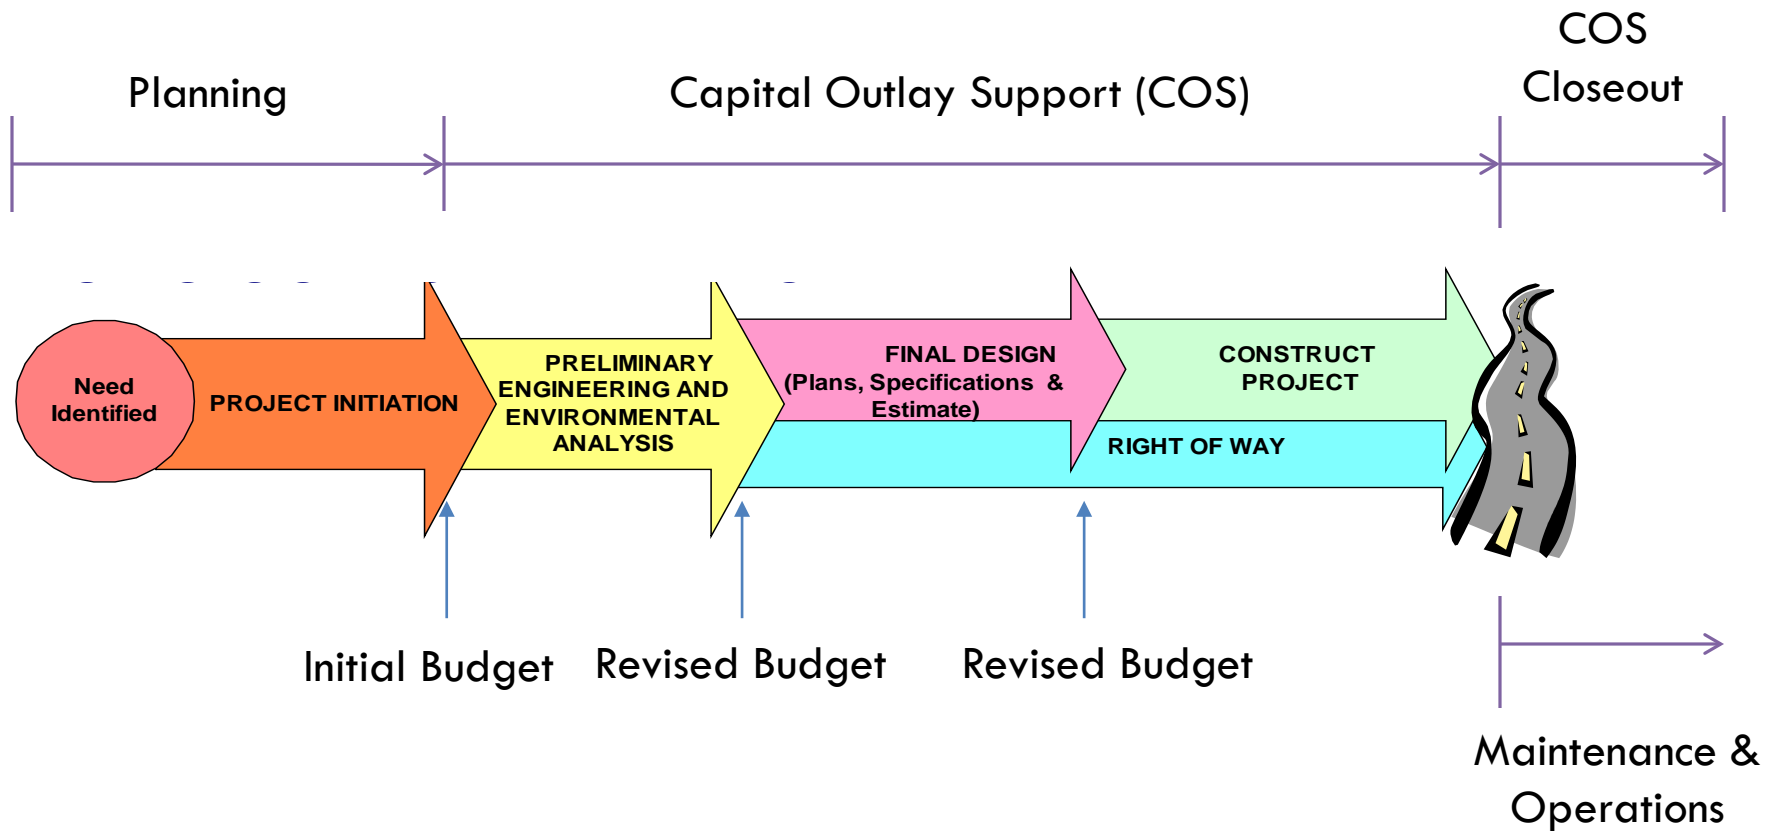 COS
Closeout
Planning
Capital Outlay Support (COS)
Need
Identified
PROJECT INITIATION
PRELIMINARY
ENGINEERING AND
ENVIRONMENTAL
ANALYSIS
FINAL DESIGN
(Plans, Specifications &
Estimate)
CONSTRUCT
PROJECT
RIGHT OF WAY
Initial Budget
Revised Budget
Revised Budget
Maintenance &
Operations